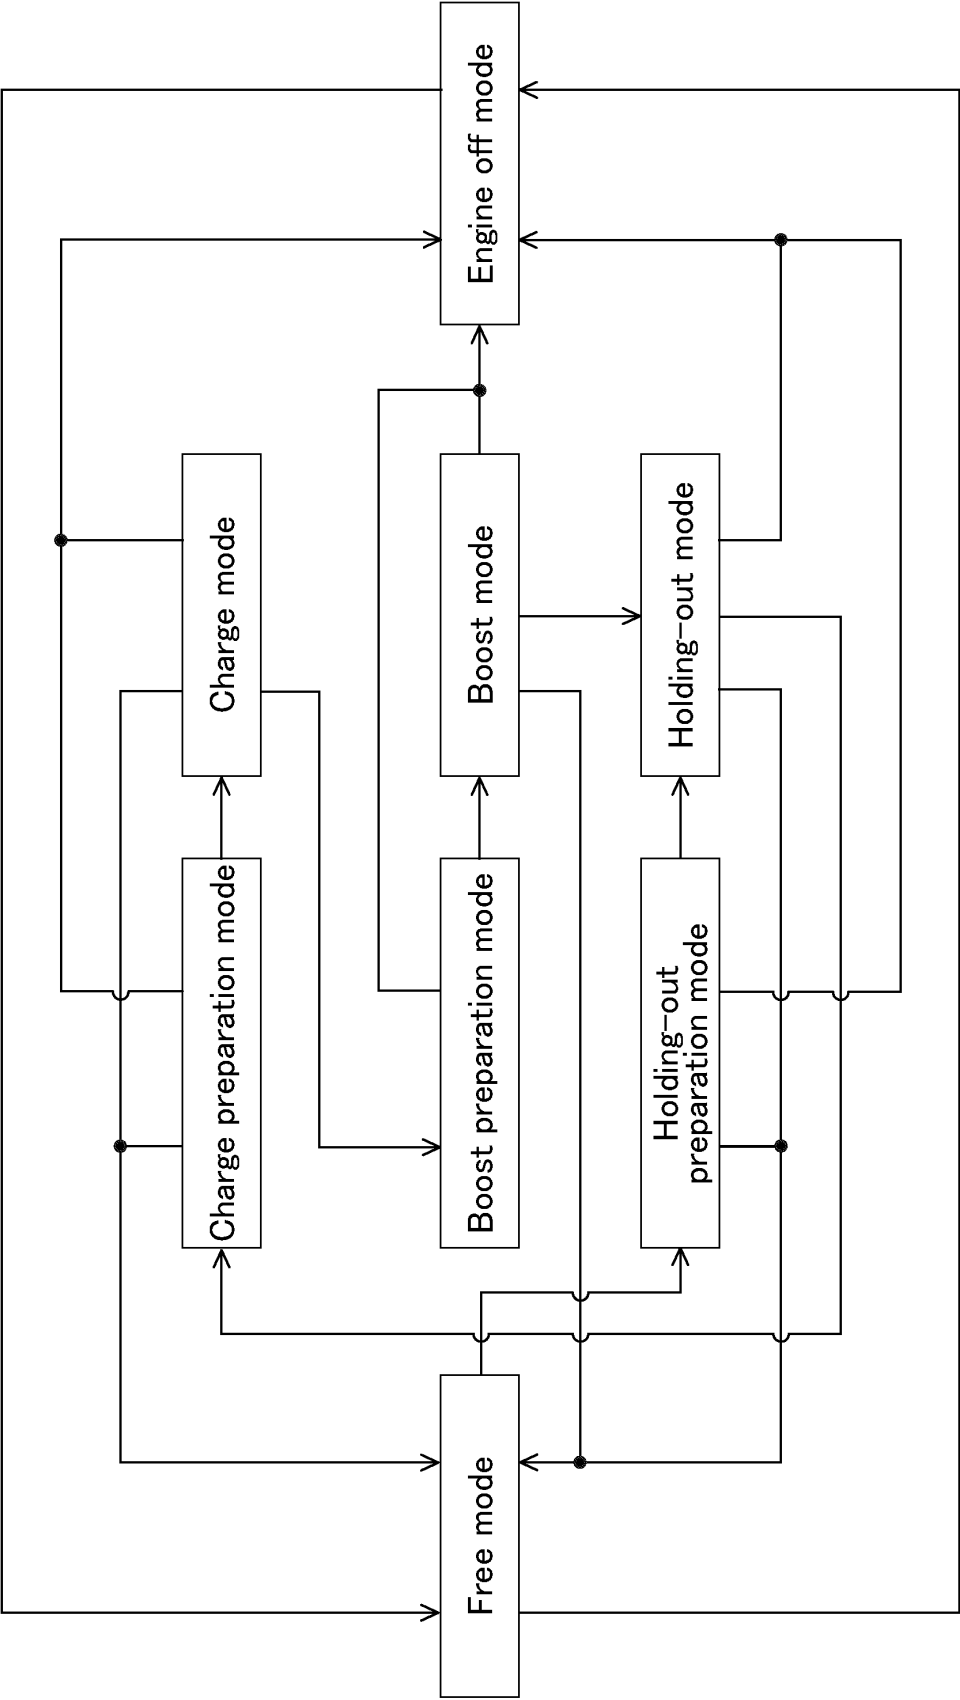 Free mode
Charge preparation mode
Charge mode
Boost preparation mode
Boost mode
Holding-out
preparation mode
Holding-out mode
Engine off mode